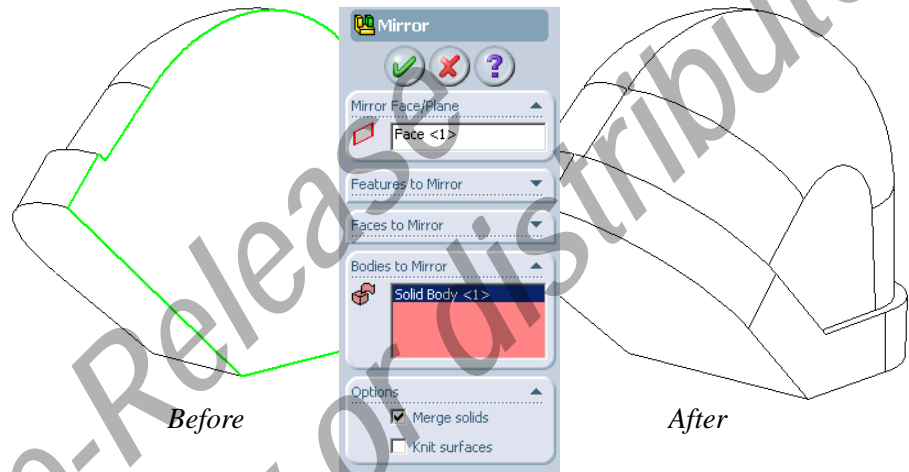 Mirror
Mirror Face/Plane
Face <1>
Features to Mirror
Faces to Mirror
Bodies to Mirror
Solid Body <1>
Options
Merge solids
Knit surfaces
Before
After
-Release
or distribute